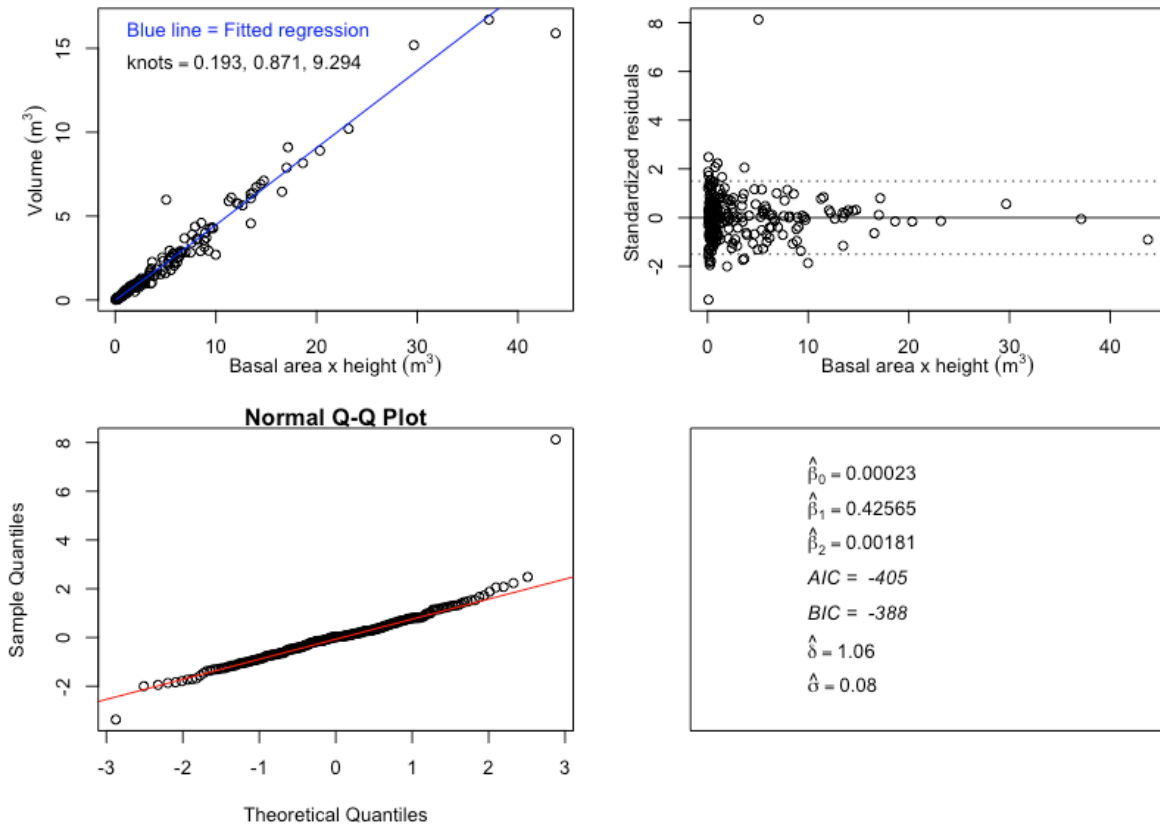 Blue line = Fitted regression
knots = 0.193, 0.871, 9.294
Volume (m³)
15
10
5
0
0 10 20 30 40
Basal area x height (m³)
Standardized residuals
8
6
4
2
0
-2
0 10 20 30 40
Basal area x height (m³)
Normal Q-Q Plot
Sample Quantiles
8
6
4
2
0
-2
-3 -2 -1 0 1 2 3
Theoretical Quantiles
β̂₀ = 0.00023
β̂₁ = 0.42565
β̂₂ = 0.00181
AIC = -405
BIC = -388
δ̂ = 1.06
σ̂ = 0.08